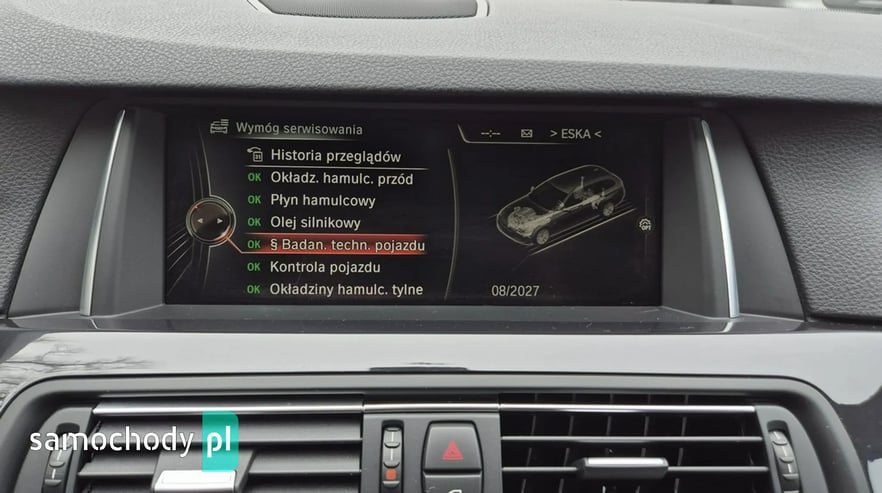 Wymóg serwisowania
--:-- > ESKA <
Historia przeglądów
OK Okładz. hamulc. przód
OK Płyn hamulcowy
OK Olej silnikowy
OK § Badan. techn. pojazdu
OK Kontrola pojazdu
OK Okładziny hamulc. tylne
08/2027
samochody pl